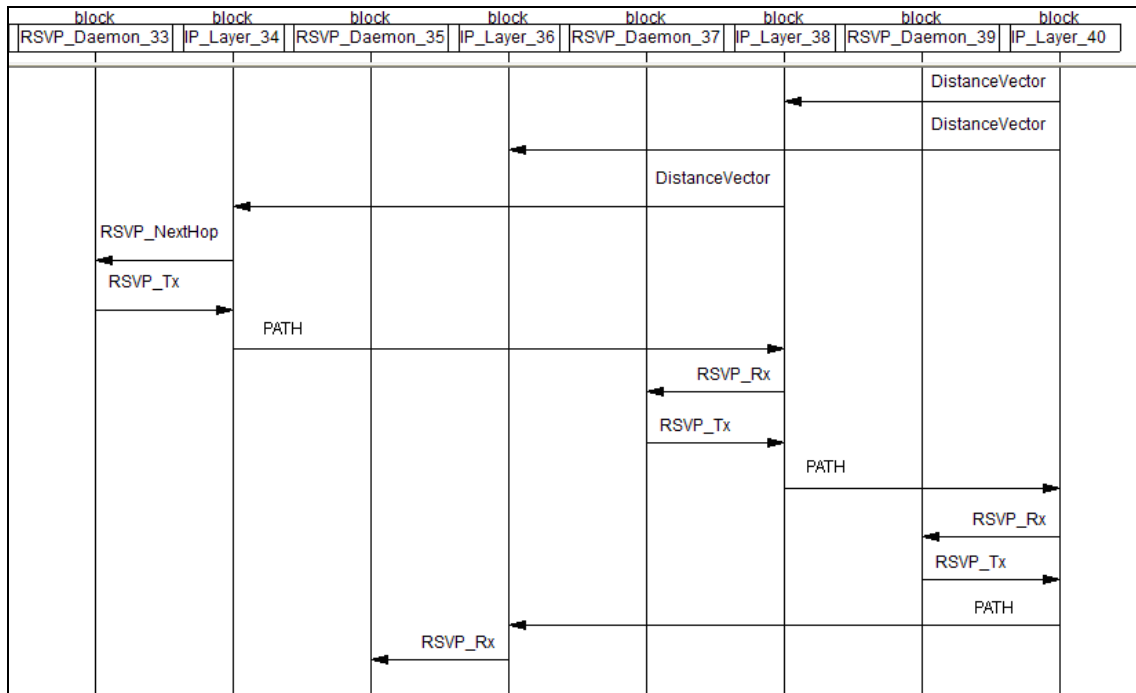 block block block block block block block block
RSVP_Daemon_33 IP_Layer_34 RSVP_Daemon_35 IP_Layer_36 RSVP_Daemon_37 IP_Layer_38 RSVP_Daemon_39 IP_Layer_40
DistanceVector
DistanceVector
DistanceVector
RSVP_NextHop
RSVP_Tx
PATH
RSVP_Rx
RSVP_Tx
PATH
RSVP_Rx
RSVP_Tx
PATH
RSVP_Rx